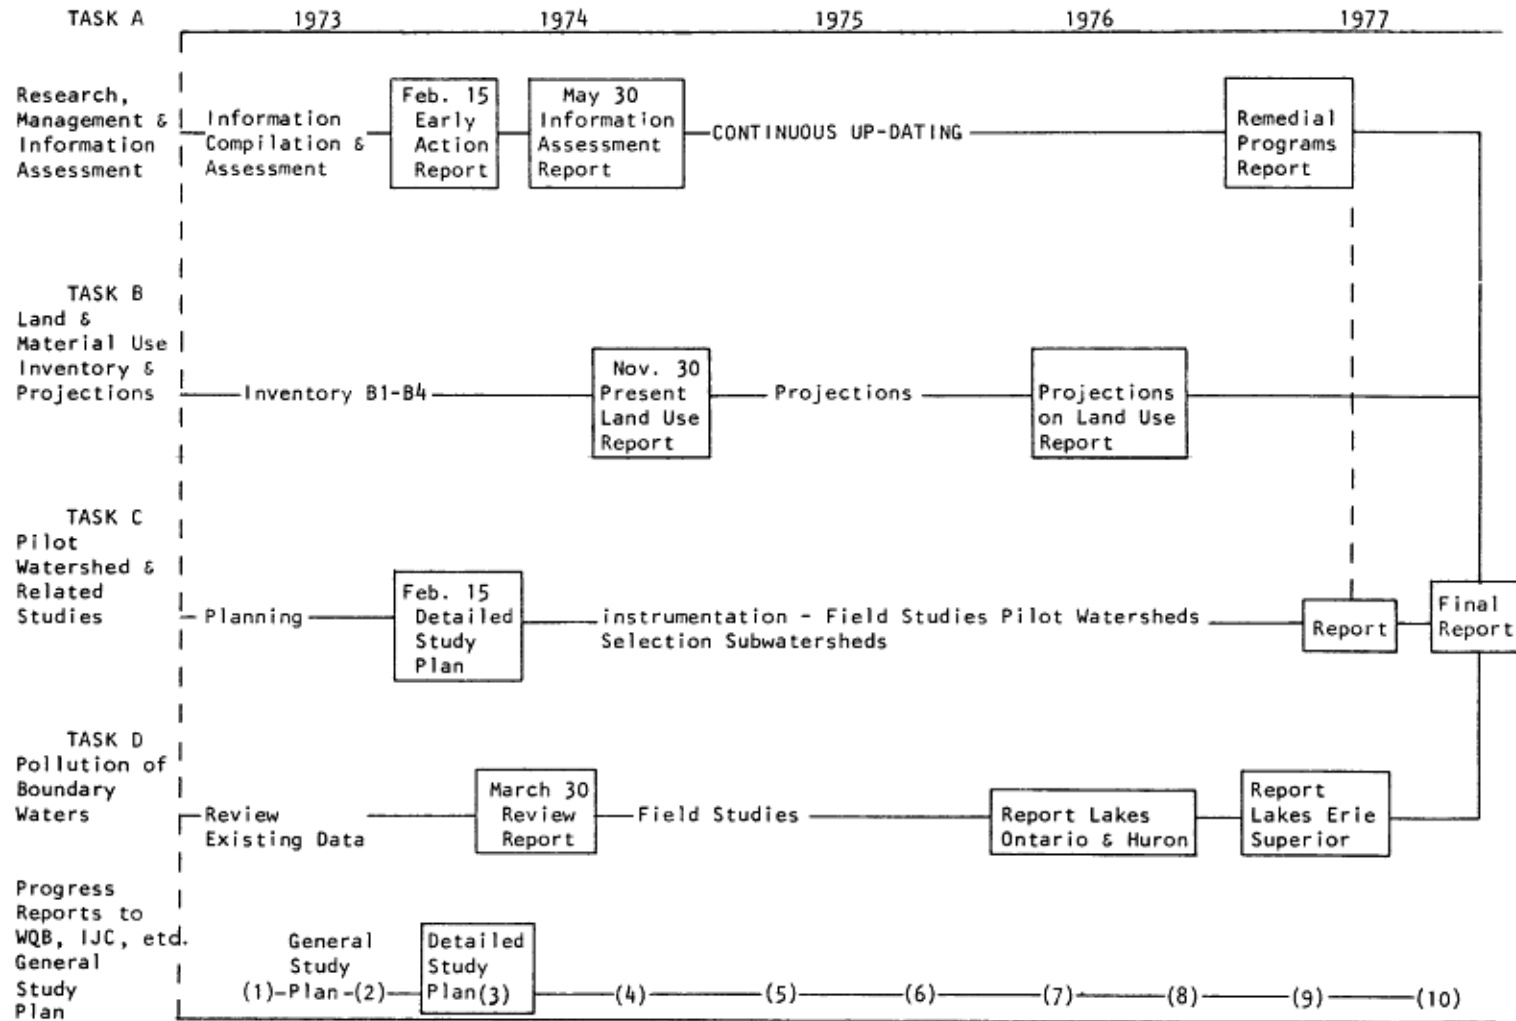 TASK A
1973 1974 1975 1976 1977
Research,
Management &
Information
Assessment
Information
Compilation &
Assessment
Feb. 15
Early
Action
Report
May 30
Information
Assessment
Report
CONTINUOUS UP-DATING
Remedial
Programs
Report
TASK B
Land &
Material Use
Inventory &
Projections
Inventory B1-B4
Nov. 30
Present
Land Use
Report
Projections
Projections
on Land Use
Report
TASK C
Pilot
Watershed &
Related
Studies
Planning
Feb. 15
Detailed
Study
Plan
instrumentation - Field Studies Pilot Watersheds
Selection Subwatersheds
Report
Final
Report
TASK D
Pollution of
Boundary
Waters
Review
Existing Data
March 30
Review
Report
Field Studies
Report Lakes
Ontario & Huron
Report
Lakes Erie
Superior
Progress
Reports to
WQB, IJC, etc.
General
Study
Plan
General
Study
(1)-Plan-(2)
Detailed
Study
Plan(3)
(4) (5) (6) (7) (8) (9) (10)